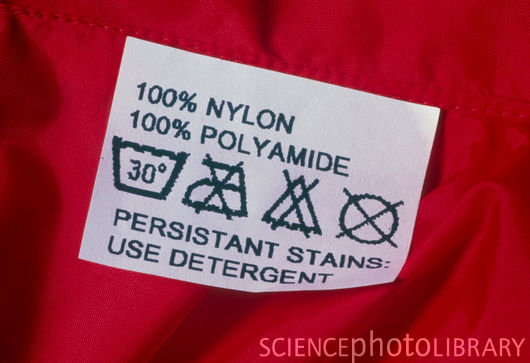 100% NYLON
100% POLYAMIDE
30°
PERSISTANT STAINS:
USE DETERGENT
SCIENCEphotoLIBRARY